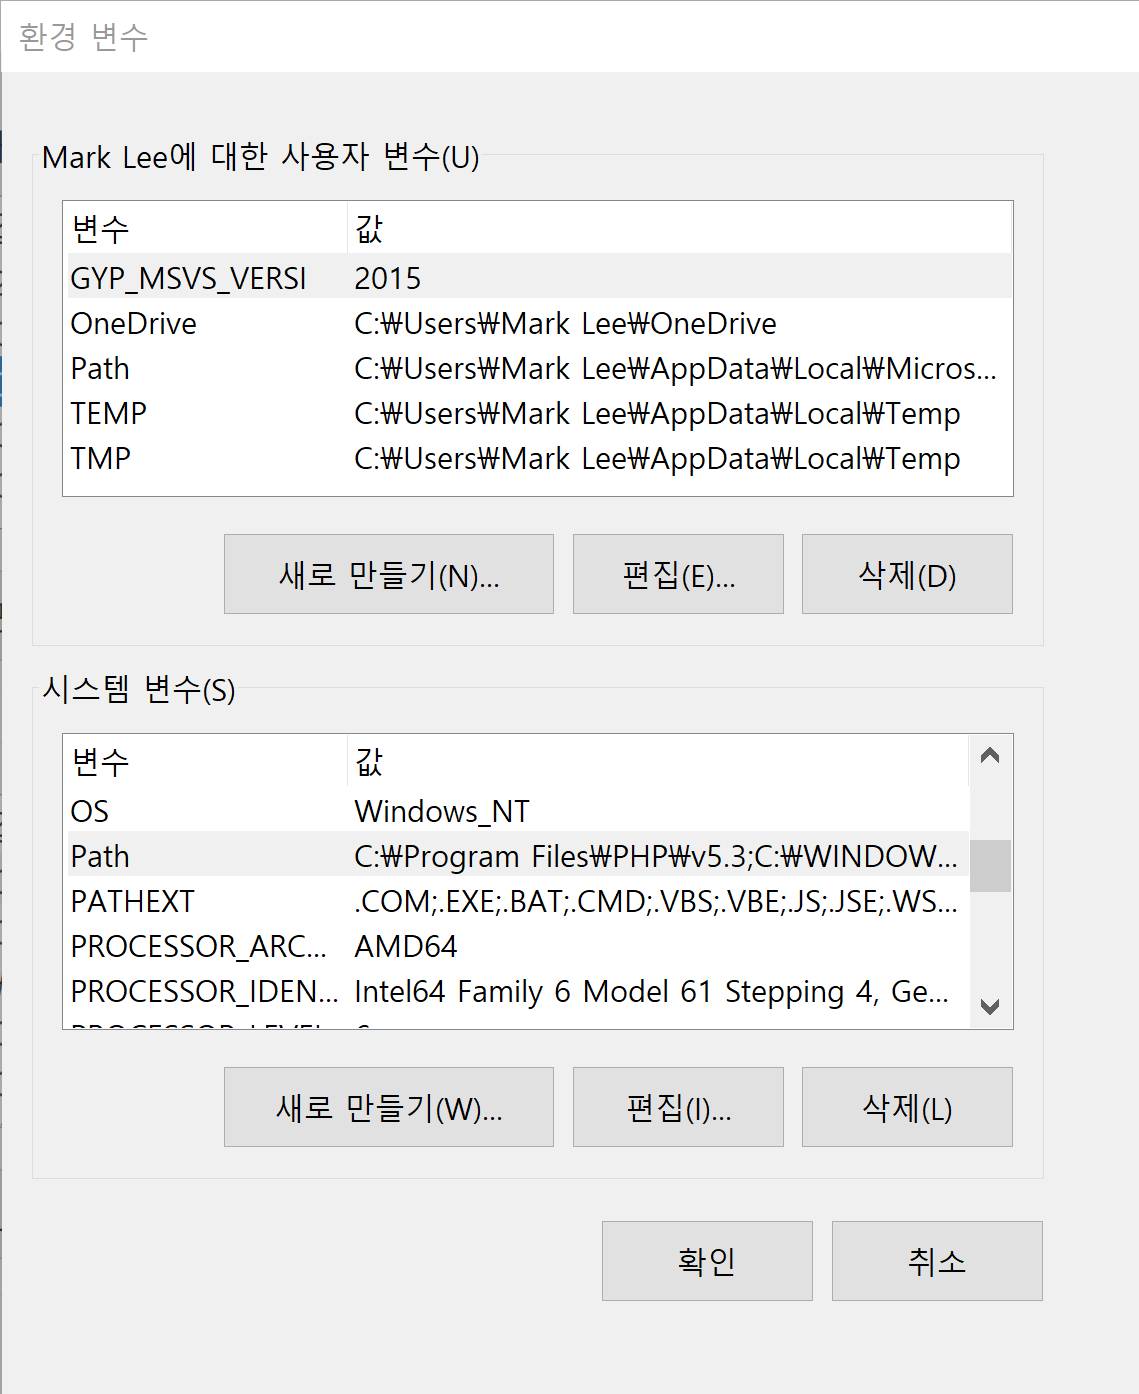 환경 변수
Mark Lee에 대한 사용자 변수(U)
변수 값
GYP_MSVS_VERSI 2015
OneDrive C:₩Users₩Mark Lee₩OneDrive
Path C:₩Users₩Mark Lee₩AppData₩Local₩Micros...
TEMP C:₩Users₩Mark Lee₩AppData₩Local₩Temp
TMP C:₩Users₩Mark Lee₩AppData₩Local₩Temp
새로 만들기(N)... 편집(E)... 삭제(D)
시스템 변수(S)
변수 값
OS Windows_NT
Path C:₩Program Files₩PHP₩v5.3;C:₩WINDOW...
PATHEXT .COM;.EXE;.BAT;.CMD;.VBS;.VBE;.JS;.JSE;.WS...
PROCESSOR_ARC... AMD64
PROCESSOR_IDEN... Intel64 Family 6 Model 61 Stepping 4, Ge...
새로 만들기(W)... 편집(I)... 삭제(L)
확인 취소